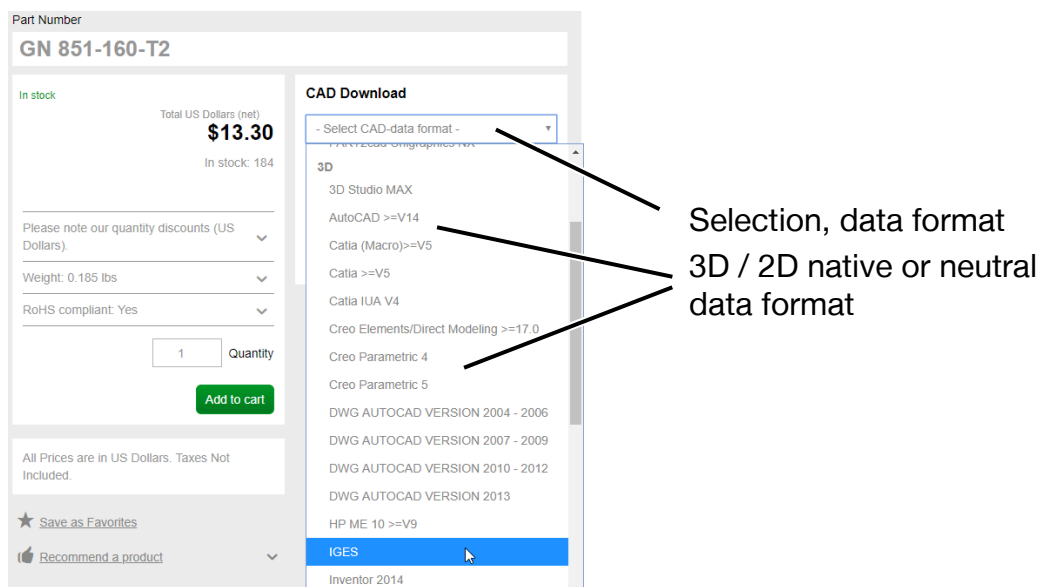 Part Number
GN 851-160-T2
In stock
Total US Dollars (net)
$13.30
In stock: 184
Please note our quantity discounts (US
Dollars).
Weight: 0.185 lbs
RoHS compliant: Yes
1 Quantity
Add to cart
All Prices are in US Dollars. Taxes Not
Included.
Save as Favorites
Recommend a product
CAD Download
- Select CAD-data format -
3D
3D Studio MAX
AutoCAD >=V14
Catia (Macro)>=V5
Catia >=V5
Catia IUA V4
Creo Elements/Direct Modeling >=17.0
Creo Parametric 4
Creo Parametric 5
DWG AUTOCAD VERSION 2004 - 2006
DWG AUTOCAD VERSION 2007 - 2009
DWG AUTOCAD VERSION 2010 - 2012
DWG AUTOCAD VERSION 2013
HP ME 10 >=V9
IGES
Inventor 2014
Selection, data format
3D / 2D native or neutral
data format